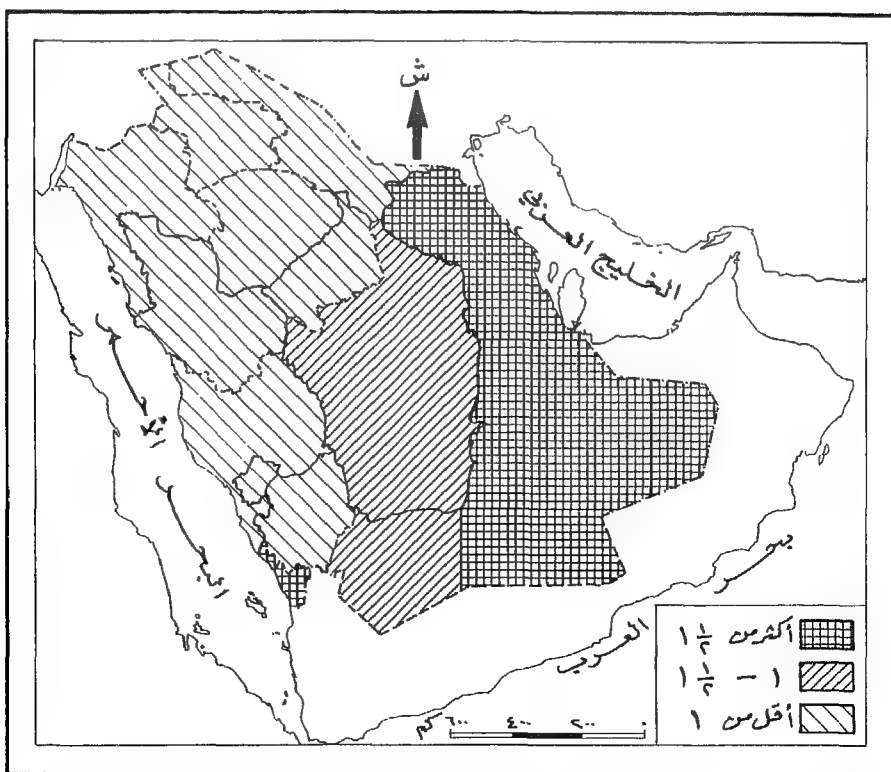 ش
الخليج العربي
البحر
الأحمر
بحر
العرب
أكثر من ١ ١/٢
١ - ١ ١/٢
أقل من ١
٠ ٢٠٠ ٤٠٠ ٦٠٠ كم